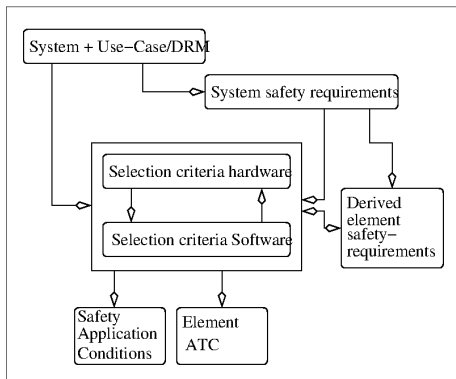 System + Use-Case/DRM
System safety requirements
Selection criteria hardware
Selection criteria Software
Derived
element
safety-
requirements
Safety
Application
Conditions
Element
ATC